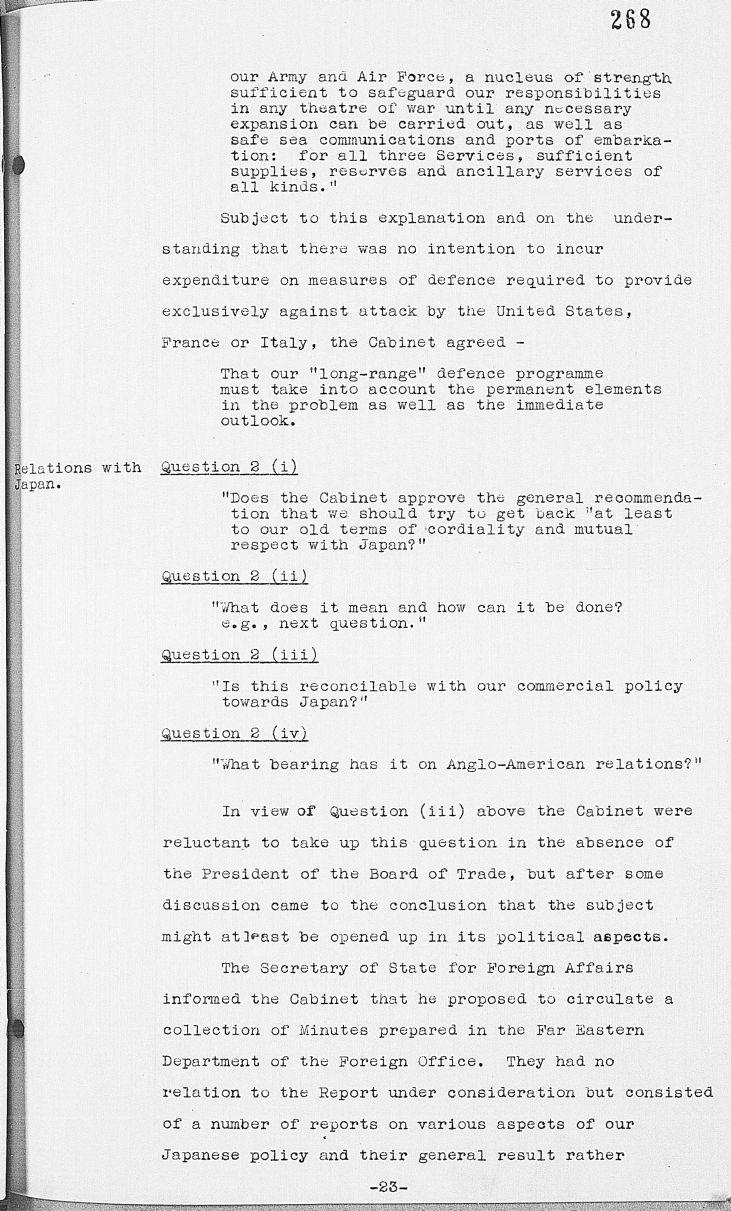 268
our Army and Air Force, a nucleus of strength
sufficient to safeguard our responsibilities
in any theatre of war until any necessary
expansion can be carried out, as well as
safe sea communications and ports of embarka-
tion:  for all three Services, sufficient
supplies, reserves and ancillary services of
all kinds."
Subject to this explanation and on the under-
standing that there was no intention to incur
expenditure on measures of defence required to provide
exclusively against attack by the United States,
France or Italy, the Cabinet agreed -
That our "long-range" defence programme
must take into account the permanent elements
in the problem as well as the immediate
outlook.
Relations with Japan.
Question 2 (i)
"Does the Cabinet approve the general recommenda-
tion that we should try to get back "at least
to our old terms of cordiality and mutual
respect with Japan?"
Question 2 (ii)
"What does it mean and how can it be done?
e.g., next question."
Question 2 (iii)
"Is this reconcilable with our commercial policy
towards Japan?"
Question 2 (iv)
"What bearing has it on Anglo-American relations?"
In view of Question (iii) above the Cabinet were
reluctant to take up this question in the absence of
the President of the Board of Trade, but after some
discussion came to the conclusion that the subject
might at least be opened up in its political aspects.
The Secretary of State for Foreign Affairs
informed the Cabinet that he proposed to circulate a
collection of Minutes prepared in the Far Eastern
Department of the Foreign Office.  They had no
relation to the Report under consideration but consisted
of a number of reports on various aspects of our
Japanese policy and their general result rather
-23-